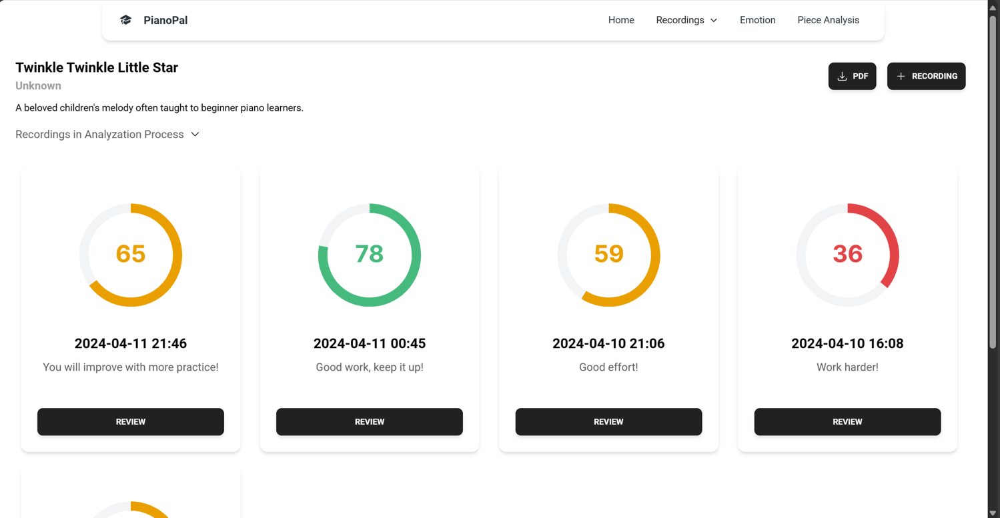 PianoPal
Home
Recordings
Emotion
Piece Analysis
Twinkle Twinkle Little Star
Unknown
PDF
RECORDING
A beloved children's melody often taught to beginner piano learners.
Recordings in Analyzation Process
65
78
59
36
2024-04-11 21:46
2024-04-11 00:45
2024-04-10 21:06
2024-04-10 16:08
You will improve with more practice!
Good work, keep it up!
Good effort!
Work harder!
REVIEW
REVIEW
REVIEW
REVIEW